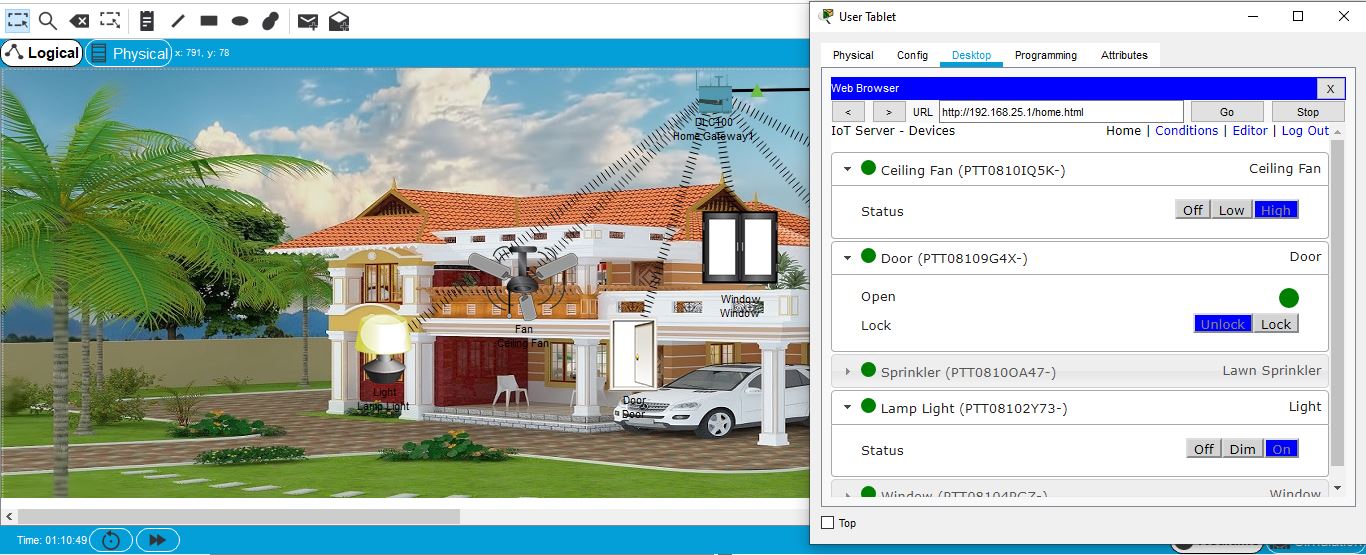 Logical
Physical x: 791, y: 78
DLC100
Home Gateway1
Window
Window
Fan
Ceiling Fan
Light
Lamp Light
Door
Door
Time: 01:10:49
User Tablet
Physical Config Desktop Programming Attributes
Web Browser X
< > URL http://192.168.25.1/home.html Go Stop
IoT Server - Devices Home | Conditions | Editor | Log Out
Ceiling Fan (PTT0810IQ5K-) Ceiling Fan
Status Off Low High
Door (PTT08109G4X-) Door
Open
Lock Unlock Lock
Sprinkler (PTT0810OA47-) Lawn Sprinkler
Lamp Light (PTT08102Y73-) Light
Status Off Dim On
Window Window
Top